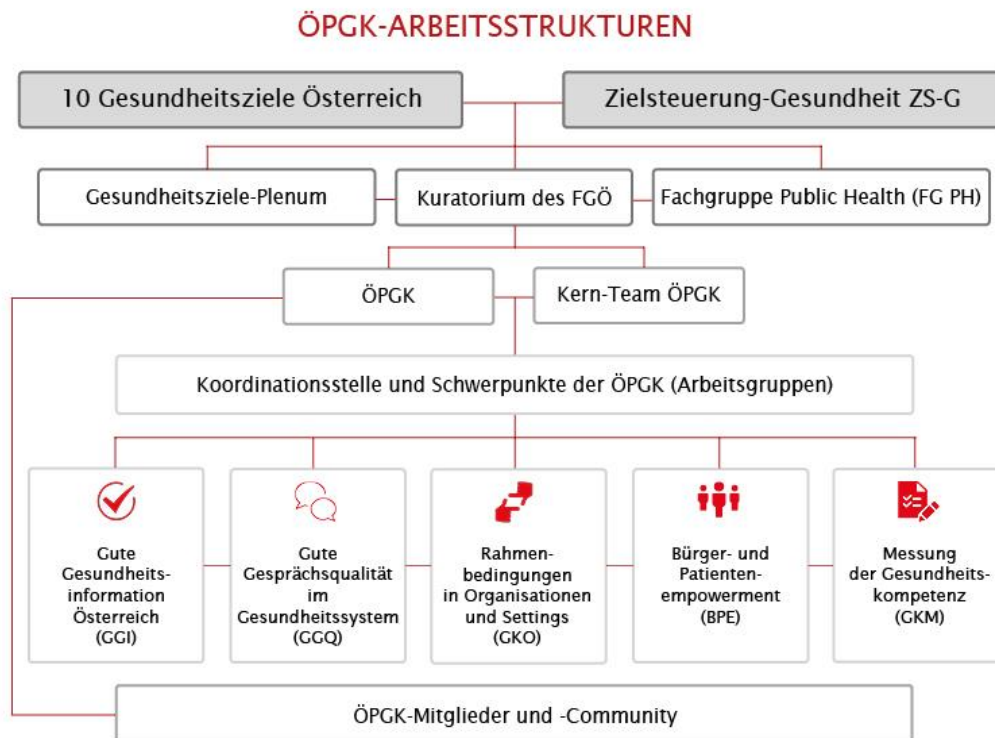 ÖPGK-ARBEITSSTRUKTUREN
10 Gesundheitsziele Österreich
Zielsteuerung-Gesundheit ZS-G
Gesundheitsziele-Plenum
Kuratorium des FGÖ
Fachgruppe Public Health (FG PH)
ÖPGK
Kern-Team ÖPGK
Koordinationsstelle und Schwerpunkte der ÖPGK (Arbeitsgruppen)
Gute
Gesundheits-
information
Österreich
(GGI)
Gute
Gesprächsqualität
im
Gesundheitssystem
(GGQ)
Rahmen-
bedingungen
in Organisationen
und Settings
(GKO)
Bürger- und
Patienten-
empowerment
(BPE)
Messung
der Gesundheits-
kompetenz
(GKM)
ÖPGK-Mitglieder und -Community